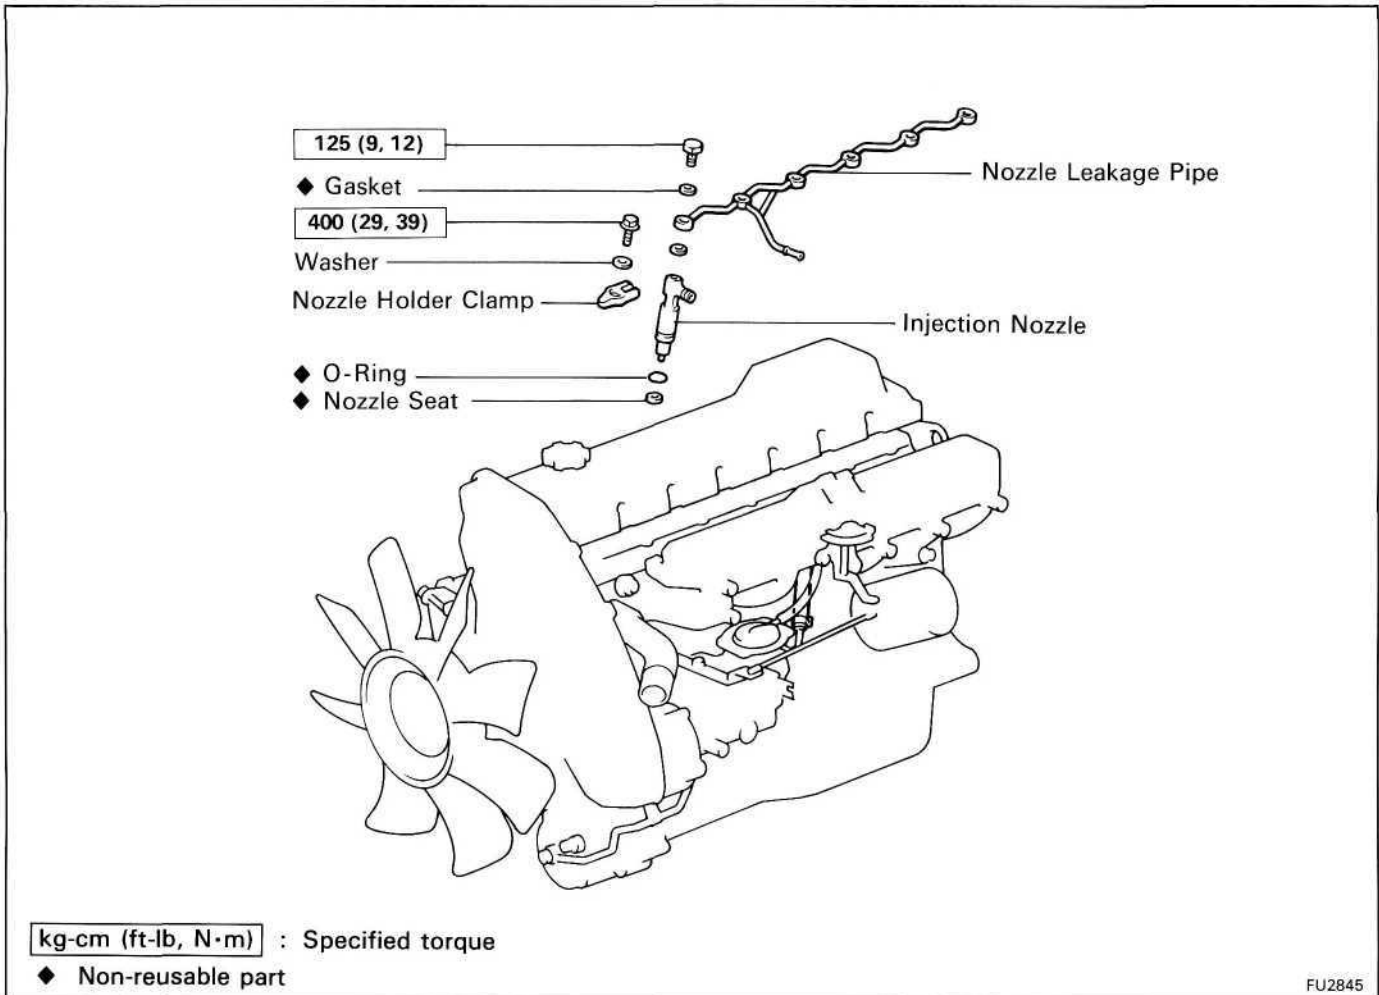 125 (9, 12)
◆ Gasket
400 (29, 39)
Washer
Nozzle Holder Clamp
Nozzle Leakage Pipe
Injection Nozzle
◆ O-Ring
◆ Nozzle Seat
kg-cm (ft-lb, N·m) : Specified torque
◆ Non-reusable part
FU2845